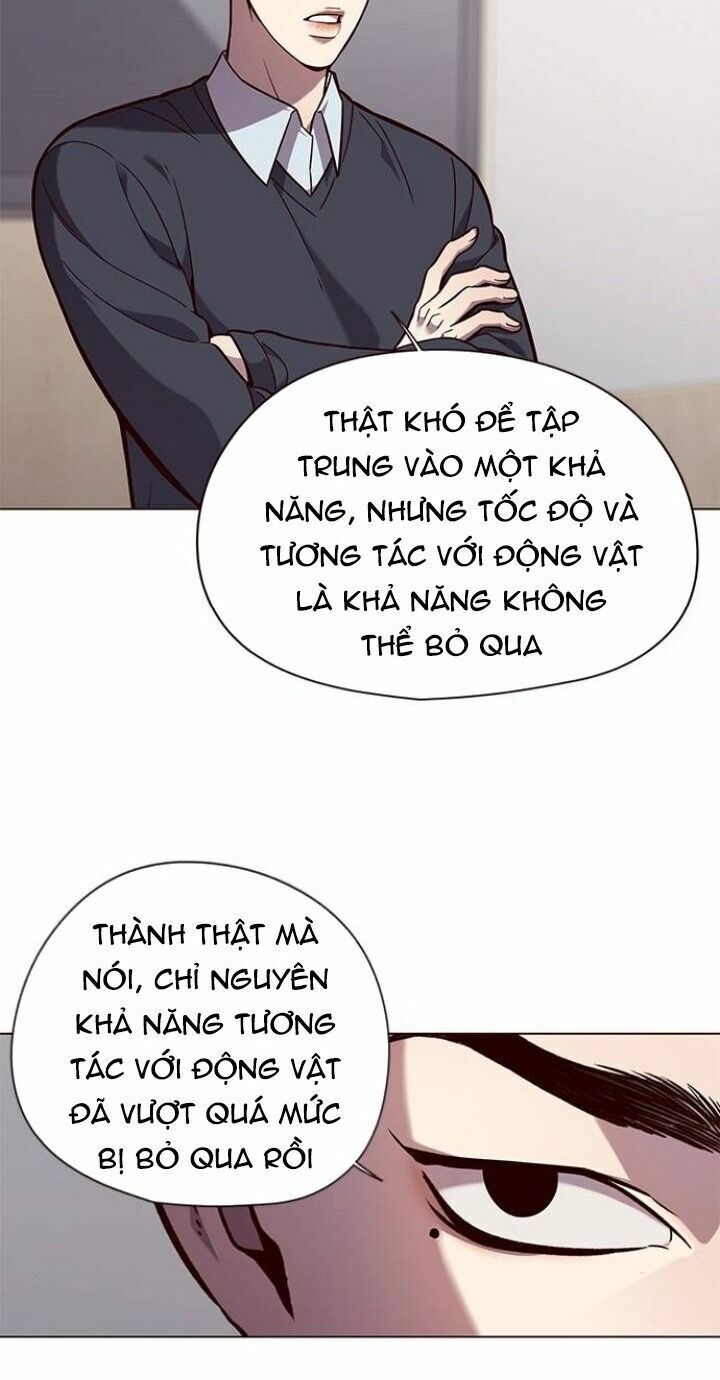 THẬT KHÓ ĐỂ TẬP
TRUNG VÀO MỘT KHẢ
NĂNG, NHƯNG TỐC ĐỘ VÀ
TƯƠNG TÁC VỚI ĐỘNG VẬT
LÀ KHẢ NĂNG KHÔNG
THỂ BỎ QUA
THÀNH THẬT MÀ
NÓI, CHỈ NGUYÊN
KHẢ NĂNG TƯƠNG
TÁC VỚI ĐỘNG VẬT
ĐÃ VƯỢT QUÁ MỨC
BỊ BỎ QUA RỒI